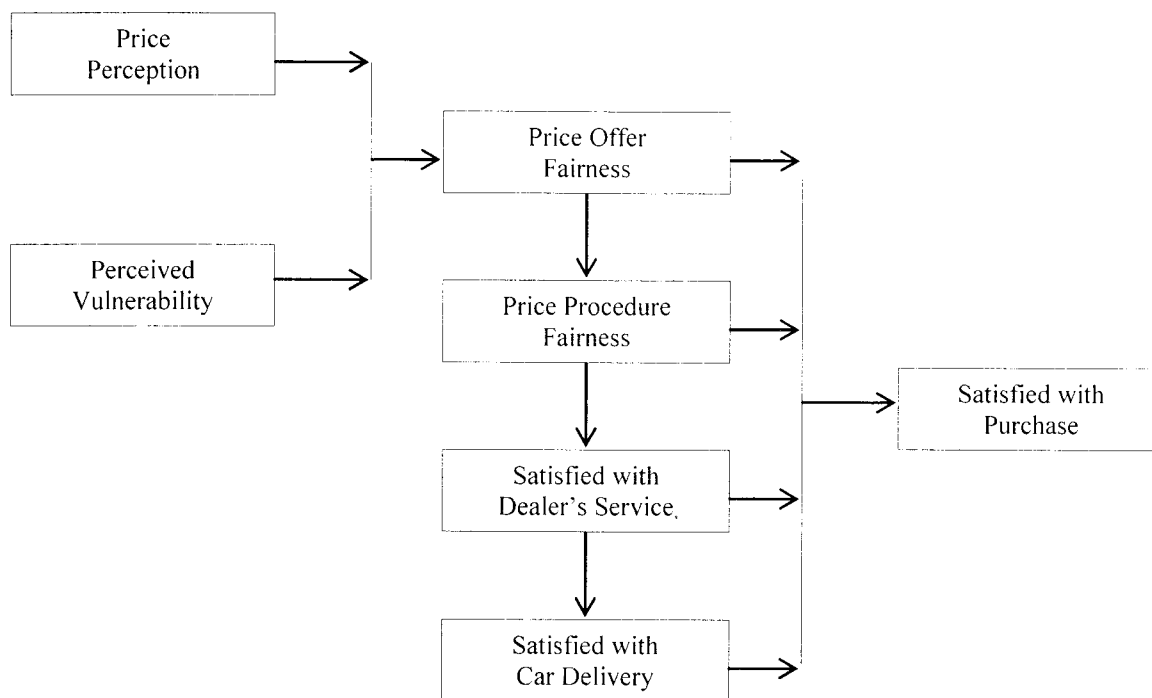 Price
Perception
Price Offer
Fairness
Perceived
Vulnerability
Price Procedure
Fairness
Satisfied with
Purchase
Satisfied with
Dealer's Service
Satisfied with
Car Delivery